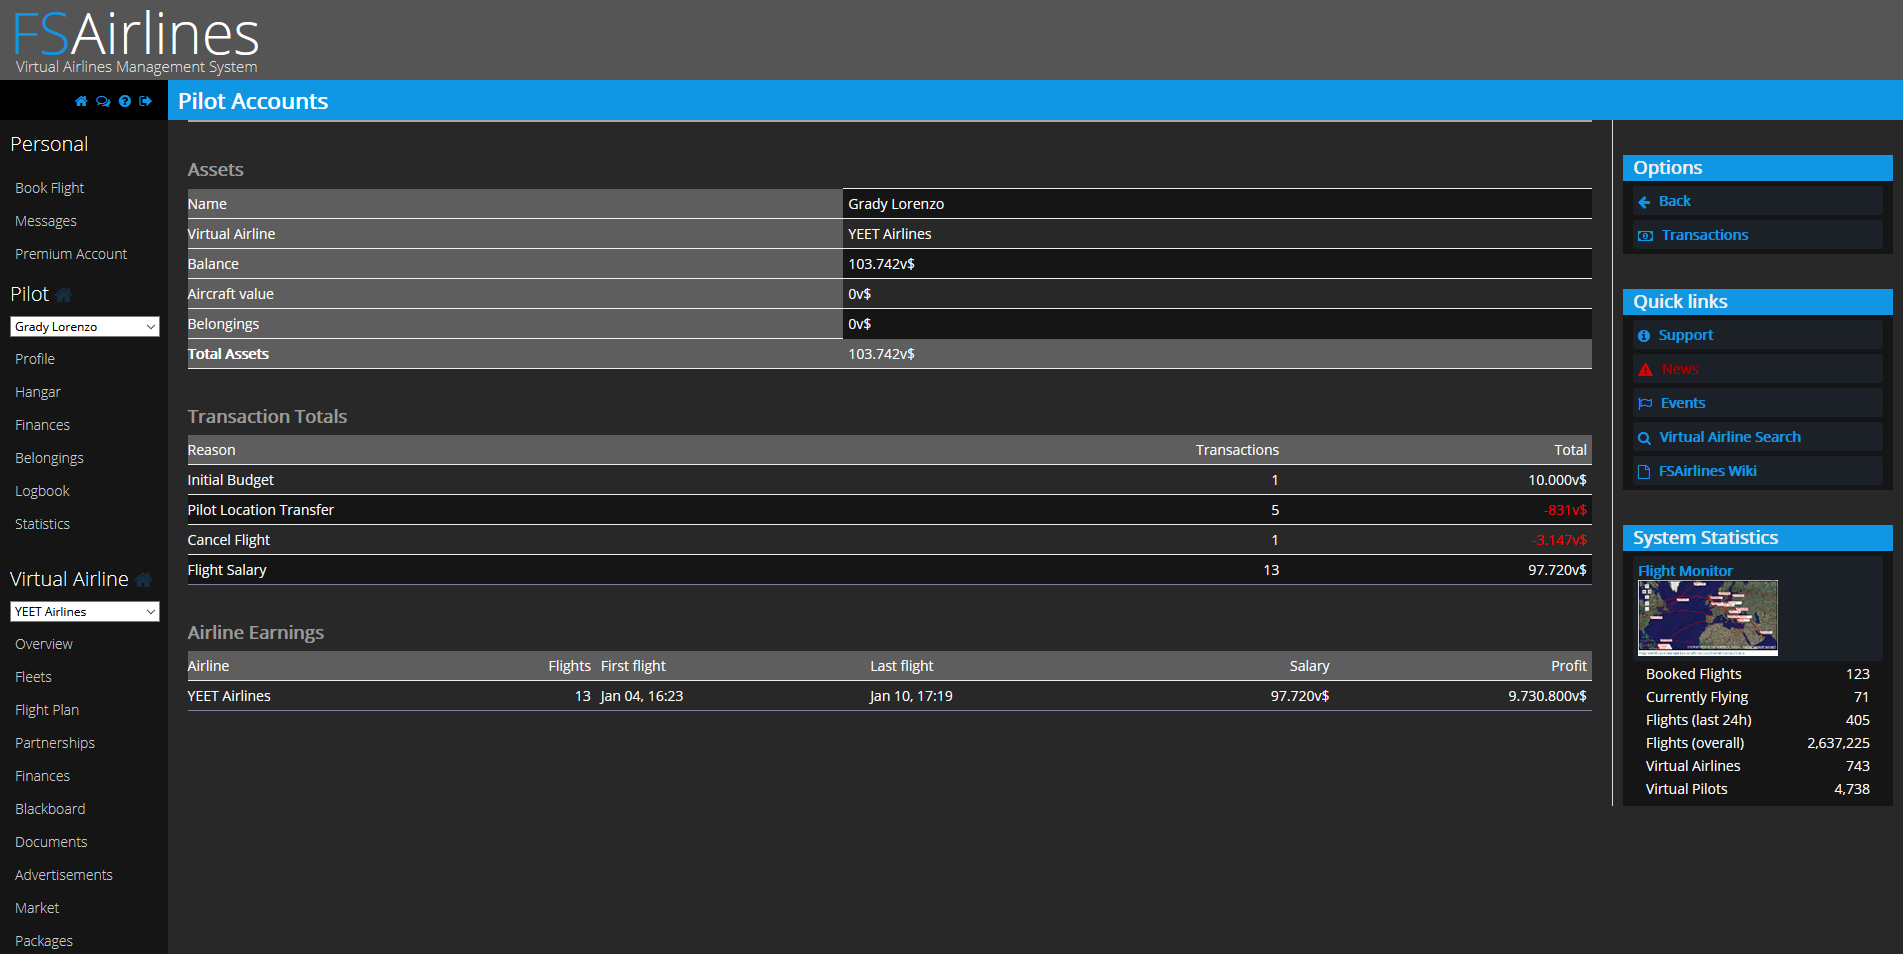 FSAirlines
Virtual Airlines Management System
Pilot Accounts
Personal
Book Flight
Messages
Premium Account
Pilot
Grady Lorenzo
Profile
Hangar
Finances
Belongings
Logbook
Statistics
Virtual Airline
YEET Airlines
Overview
Fleets
Flight Plan
Partnerships
Finances
Blackboard
Documents
Advertisements
Market
Packages
Assets
Name Grady Lorenzo
Virtual Airline YEET Airlines
Balance 103.742v$
Aircraft value 0v$
Belongings 0v$
Total Assets 103.742v$
Transaction Totals
Reason Transactions Total
Initial Budget 1 10.000v$
Pilot Location Transfer 5 -831v$
Cancel Flight 1 -3.147v$
Flight Salary 13 97.720v$
Airline Earnings
Airline Flights First flight Last flight Salary Profit
YEET Airlines 13 Jan 04, 16:23 Jan 10, 17:19 97.720v$ 9.730.800v$
Options
Back
Transactions
Quick links
Support
News
Events
Virtual Airline Search
FSAirlines Wiki
System Statistics
Flight Monitor
Booked Flights 123
Currently Flying 71
Flights (last 24h) 405
Flights (overall) 2,637,225
Virtual Airlines 743
Virtual Pilots 4,738